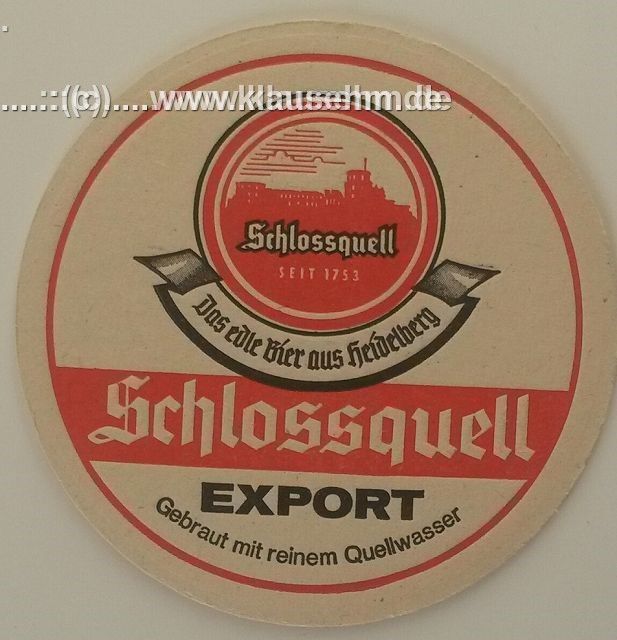 .....::(c)....www.klausehm.de
Schlossquell
SEIT 1753
Das edle Bier aus Heidelberg
Schlossquell
EXPORT
Gebraut mit reinem Quellwasser